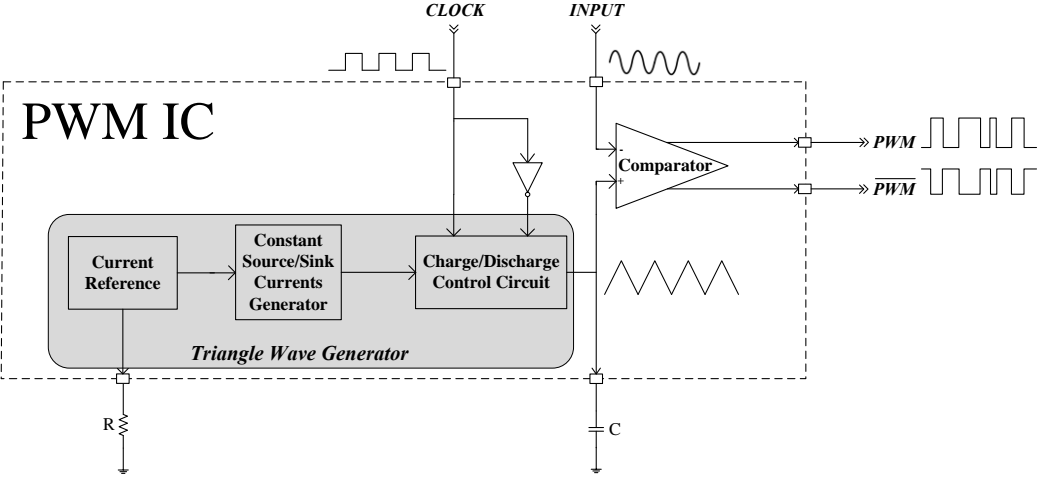 CLOCK
INPUT
PWM IC
-
Comparator
+
PWM
PWM
Current
Reference
Constant
Source/Sink
Currents
Generator
Charge/Discharge
Control Circuit
Triangle Wave Generator
R
C